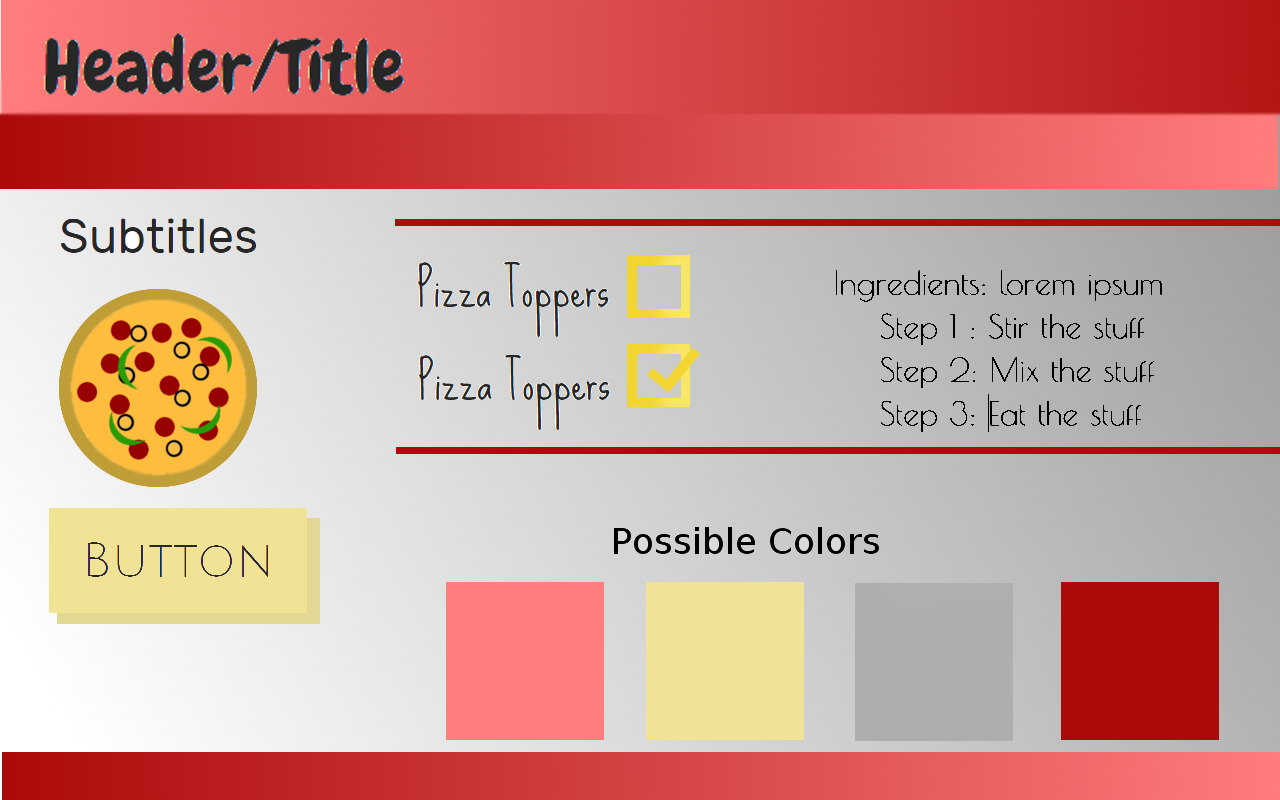 Header/Title
Subtitles
Pizza Toppers
Pizza Toppers
Ingredients: lorem ipsum
Step 1 : Stir the stuff
Step 2: Mix the stuff
Step 3: Eat the stuff
BUTTON
Possible Colors